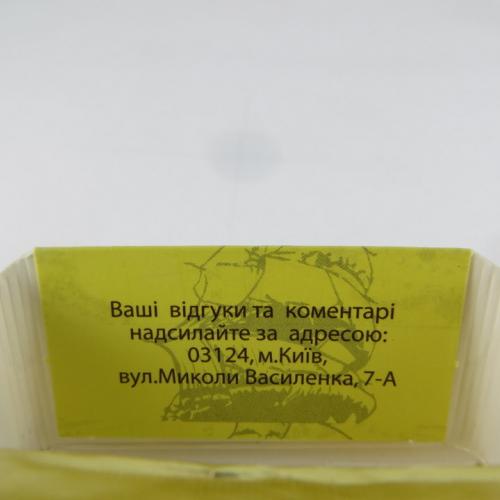 Ваші відгуки та коментарі
надсилайте за адресою:
03124, м.Київ,
вул.Миколи Василенка, 7-А